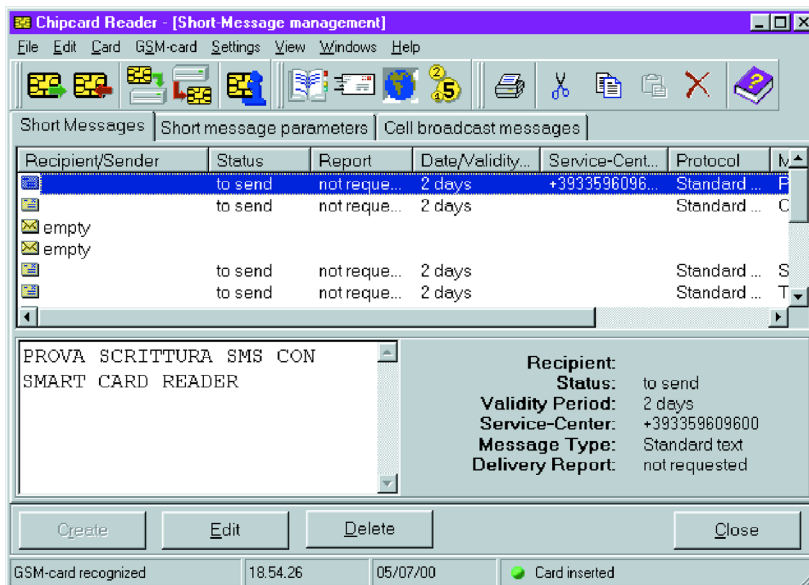 Chipcard Reader - [Short-Message management]
File Edit Card GSM-card Settings View Windows Help
2 1 5
Short Messages Short message parameters Cell broadcast messages
Recipient/Sender Status Report Date/Validity... Service-Cent... Protocol M
to send not reque... 2 days +3933596096... Standard ... P
to send not reque... 2 days Standard ... C
empty
empty
to send not reque... 2 days Standard ... S
to send not reque... 2 days Standard ... T
PROVA SCRITTURA SMS CON
SMART CARD READER
Recipient:
Status: to send
Validity Period: 2 days
Service-Center: +393359609600
Message Type: Standard text
Delivery Report: not requested
Create Edit Delete Close
GSM-card recognized 18.54.26 05/07/00 Card inserted